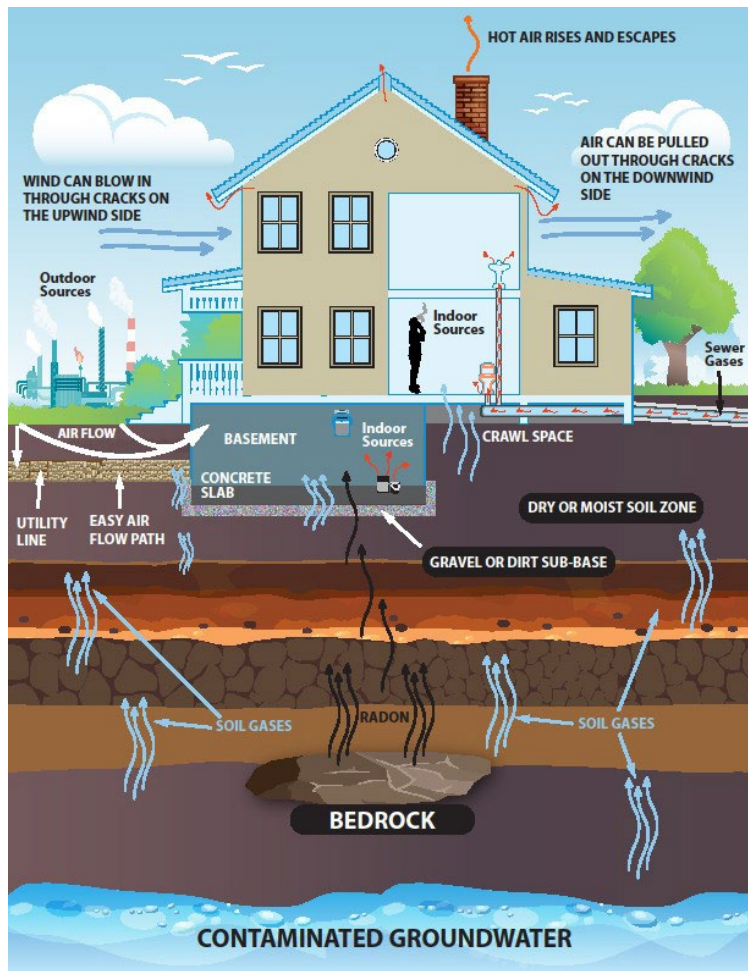 HOT AIR RISES AND ESCAPES
AIR CAN BE PULLED
OUT THROUGH CRACKS
ON THE DOWNWIND
SIDE
WIND CAN BLOW IN
THROUGH CRACKS ON
THE UPWIND SIDE
Outdoor
Sources
Indoor
Sources
Sewer
Gases
AIR FLOW
BASEMENT
Indoor
Sources
CRAWL SPACE
CONCRETE
SLAB
UTILITY
LINE
EASY AIR
FLOW PATH
DRY OR MOIST SOIL ZONE
GRAVEL OR DIRT SUB-BASE
SOIL GASES
RADON
SOIL GASES
BEDROCK
CONTAMINATED GROUNDWATER